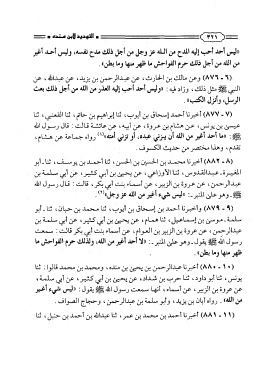 التوحيد لابن منده
٣٢١
«ليس أحد أحب إليه المدح من الله عز وجل من أجل ذلك مدح نفسه، وليس أحد أغير
من الله من أجل ذلك حرم الفواحش ما ظهر منها وما بطن».
٦ - (٨٧٦) وعن مالك بن الحارث، عن عبدالرحمن بن يزيد، عن عبدالله، عن
النبي ﷺ مثل ذلك، وزاد فيه: «وليس أحد أحب إليه العذر من الله من أجل ذلك بعث
الرسل، وأنزل الكتب».
٧ - (٨٧٧) أخبرنا أحمد بن إسحاق بن أيوب، ثنا إبراهيم بن حاتم، ثنا القعنبي، ثنا
عيسى بن يونس، عن هشام بن عروة، عن أبيه، عن عائشة قالت: قال رسول الله
ﷺ: «ما أحد أغير من الله أن يزني عبده، أو تزني أمته» رواه جماعة عن هشام،
عن عروة، وهذا مختصر من حديث الكسوف.
٨ - (٨٧٨) أخبرنا محمد بن الحسين بن الحسن، ثنا أحمد بن يوسف، ثنا أبو
المغيرة عبدالقدوس، ثنا الأوزاعي، عن يحيى بن أبي كثير، عن أبي سلمة بن
عبدالرحمن، عن عروة بن الزبير، عن أسماء بنت أبي بكر، قالت: قال رسول الله
ﷺ وهو على المنبر: «ليس شيء أغير من الله عز وجل».
٩ - (٨٧٩) وأخبرنا أحمد بن إسحاق بن أيوب، ثنا محمد بن حيان، ثنا أبو
سلمة موسى بن إسماعيل، ثنا همام، عن يحيى بن أبي كثير، عن أبي سلمة بن
عبدالرحمن، عن عروة بن الزبير بن العوام، عن أسماء بنت أبي بكر قالت: سمعت
رسول الله ﷺ يقول وهو على المنبر: «لا أحد أغير من الله، ولذلك حرم الفواحش ما
ظهر منها وما بطن».
١٠ - (٨٨٠) أخبرنا عبدالرحمن بن يحيى بن منده، ومحمد بن محمد قالوا: ثنا
محمد بن النضر، ثنا أبو داود، ثنا حرب بن شداد، عن يحيى بن أبي كثير، عن أبي سلمة،
عن عروة بن الزبير، عن أسماء، أنها سمعت رسول الله ﷺ يقول: «ليس شيء أغير
من الله». رواه أبان بن يزيد، وأبو سلمة بن عبدالرحمن، وحجاج الصواف.
١١ - (٨٨١) أخبرنا أحمد بن محمد بن عمر، ثنا عبدالله بن أحمد بن حنبل، ثنا